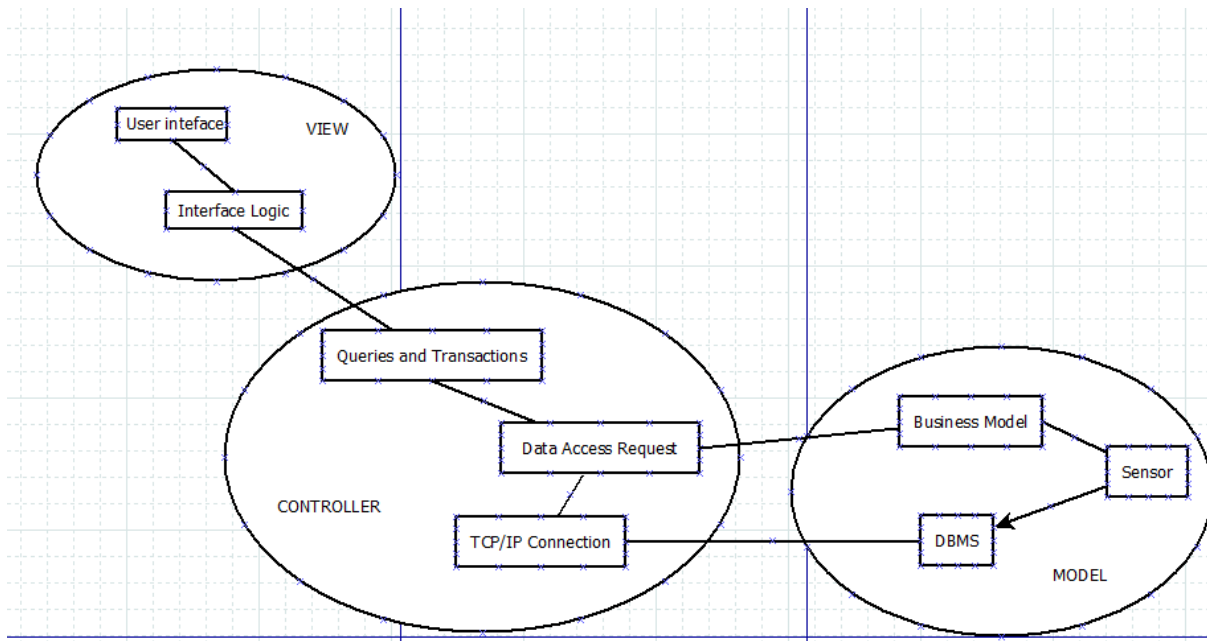 User inteface
VIEW
Interface Logic
Queries and Transactions
Data Access Request
CONTROLLER
TCP/IP Connection
Business Model
Sensor
DBMS
MODEL